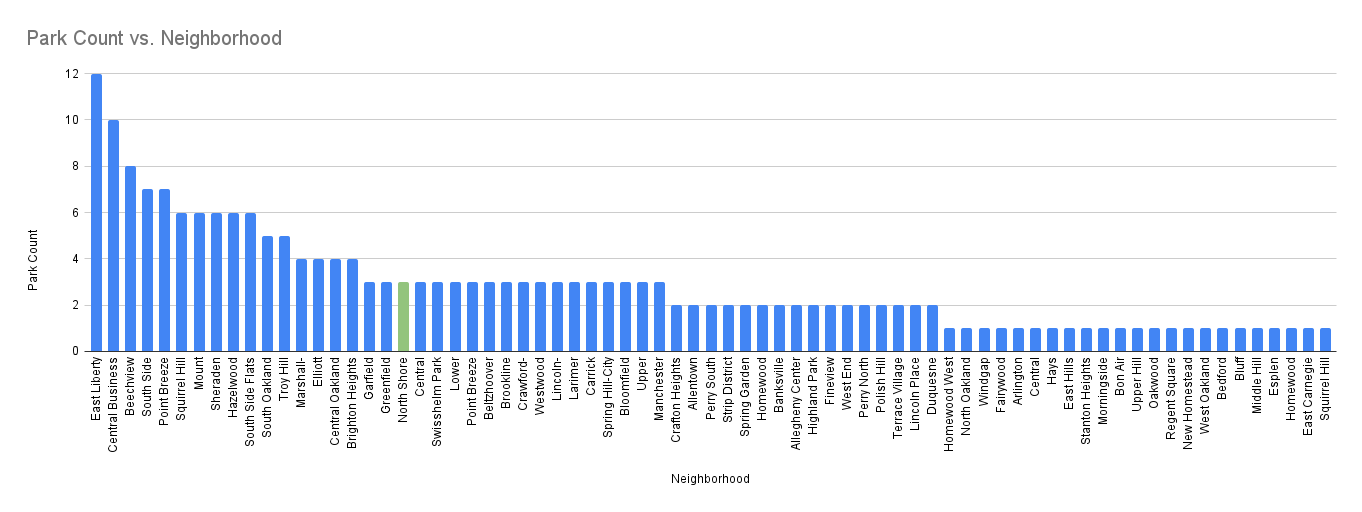 Park Count vs. Neighborhood
12
10
8
6
4
2
0
Park Count
East Liberty
Central Business
Beechview
South Side
Point Breeze
Squirrel Hill
Mount
Sheraden
Hazelwood
South Side Flats
South Oakland
Troy Hill
Marshall-
Elliott
Central Oakland
Brighton Heights
Garfield
Greenfield
North Shore
Central
Swisshelm Park
Lower
Point Breeze
Beltzhoover
Brookline
Crawford-
Westwood
Lincoln-
Larimer
Carrick
Spring Hill-City
Bloomfield
Upper
Manchester
Crafton Heights
Allentown
Perry South
Strip District
Spring Garden
Homewood
Banksville
Allegheny Center
Highland Park
Fineview
West End
Perry North
Polish Hill
Terrace Village
Lincoln Place
Duquesne
Homewood West
North Oakland
Windgap
Fairywood
Arlington
Central
Hays
East Hills
Stanton Heights
Morningside
Bon Air
Upper Hill
Oakwood
Regent Square
New Homestead
West Oakland
Bedford
Bluff
Middle Hill
Esplen
Homewood
East Carnegie
Squirrel Hill
Neighborhood